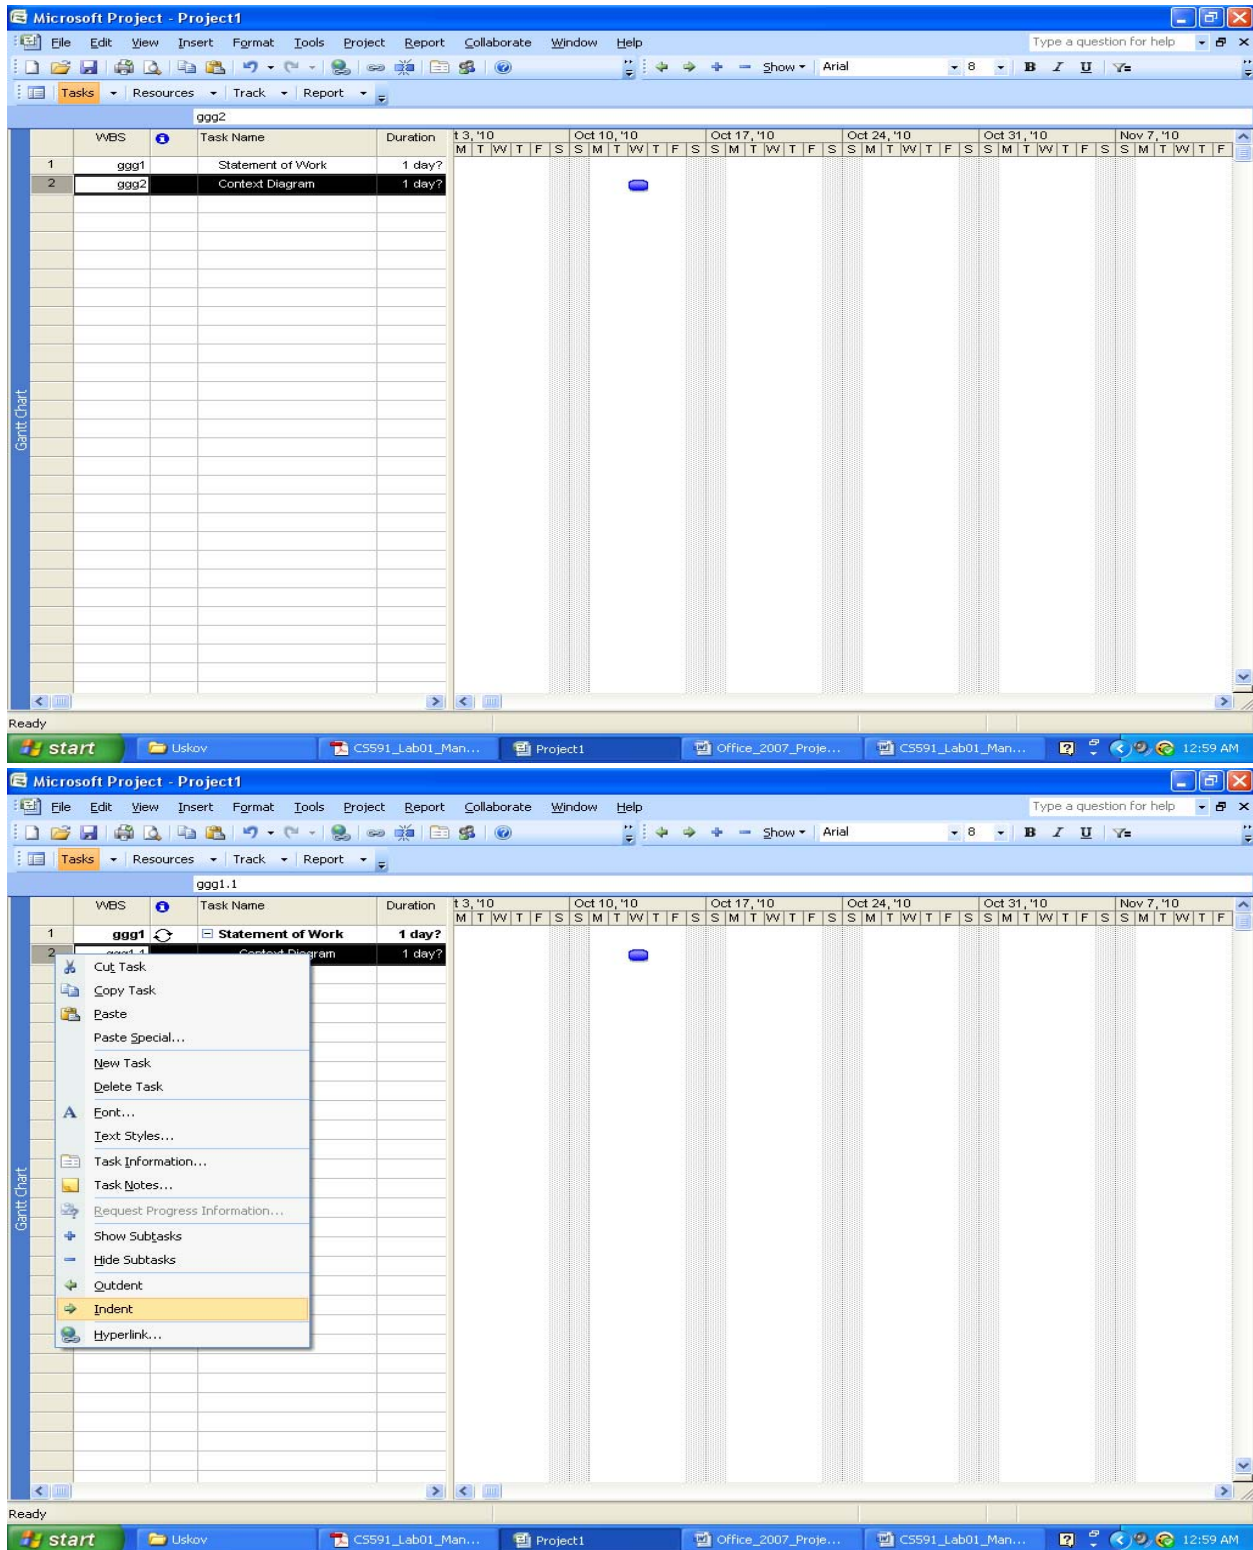 Microsoft Project - Project1
File Edit View Insert Format Tools Project Report Collaborate Window Help Type a question for help
Show Arial 8 B I U
Tasks Resources Track Report
ggg2
WBS Task Name Duration t 3, '10 Oct 10, '10 Oct 17, '10 Oct 24, '10 Oct 31, '10 Nov 7, '10
M T W T F S S M T W T F S S M T W T F S S M T W T F S S M T W T F S S M T W T F
1 ggg1 Statement of Work 1 day?
2 ggg2 Context Diagram 1 day?
Gantt Chart
Ready
start Uskov CS591_Lab01_Man... Project1 Office_2007_Proje... CS591_Lab01_Man... 12:59 AM
Microsoft Project - Project1
File Edit View Insert Format Tools Project Report Collaborate Window Help Type a question for help
Show Arial 8 B I U
Tasks Resources Track Report
ggg1.1
WBS Task Name Duration t 3, '10 Oct 10, '10 Oct 17, '10 Oct 24, '10 Oct 31, '10 Nov 7, '10
M T W T F S S M T W T F S S M T W T F S S M T W T F S S M T W T F S S M T W T F
1 ggg1 Statement of Work 1 day?
2 ggg1.1 Context Diagram 1 day?
Cut Task
Copy Task
Paste
Paste Special...
New Task
Delete Task
Font...
Text Styles...
Task Information...
Task Notes...
Request Progress Information...
Show Subtasks
Hide Subtasks
Outdent
Indent
Hyperlink...
Gantt Chart
Ready
start Uskov CS591_Lab01_Man... Project1 Office_2007_Proje... CS591_Lab01_Man... 12:59 AM